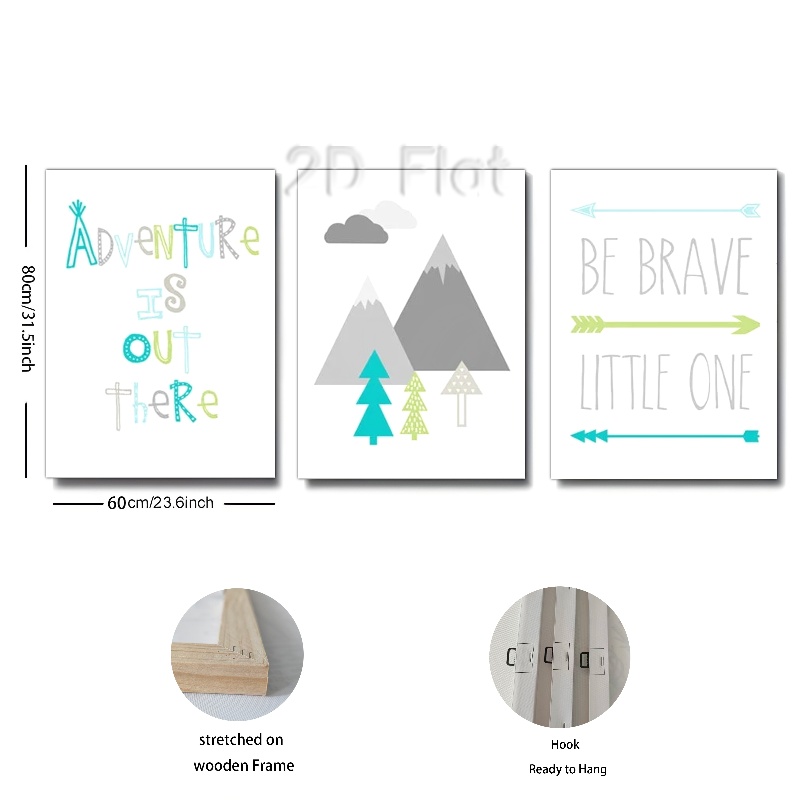 2D Flat
ADVENTURE
IS
OUT
THERE
BE BRAVE
LITTLE ONE
80cm/31.5inch
60cm/23.6inch
stretched on
wooden Frame
Hook
Ready to Hang